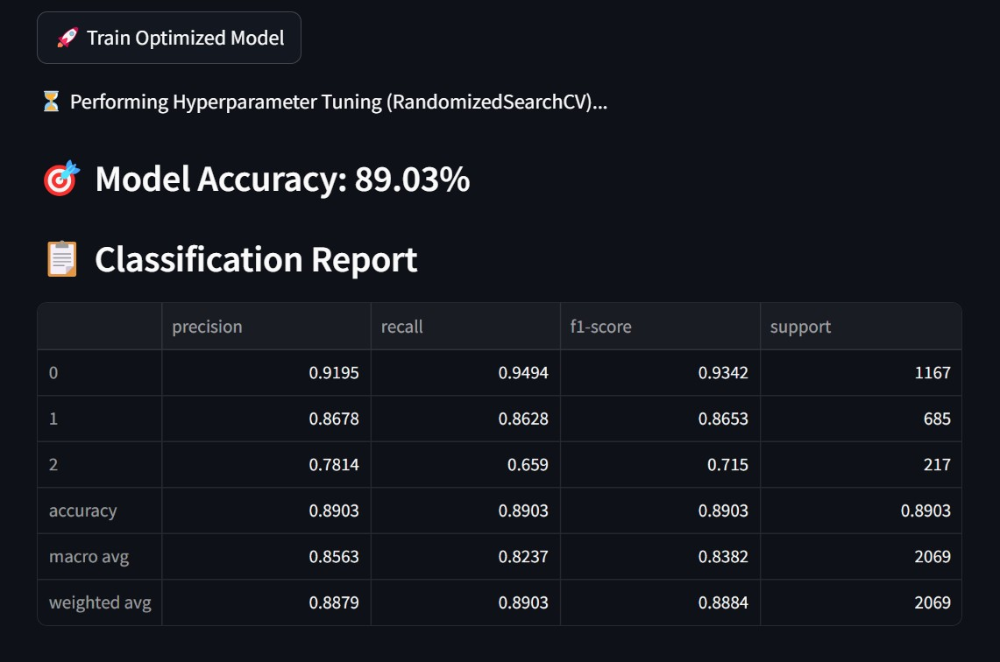 🚀 Train Optimized Model
⏳ Performing Hyperparameter Tuning (RandomizedSearchCV)...
🎯 Model Accuracy: 89.03%
📋 Classification Report
precision recall f1-score support
0 0.9195 0.9494 0.9342 1167
1 0.8678 0.8628 0.8653 685
2 0.7814 0.659 0.715 217
accuracy 0.8903 0.8903 0.8903 0.8903
macro avg 0.8563 0.8237 0.8382 2069
weighted avg 0.8879 0.8903 0.8884 2069